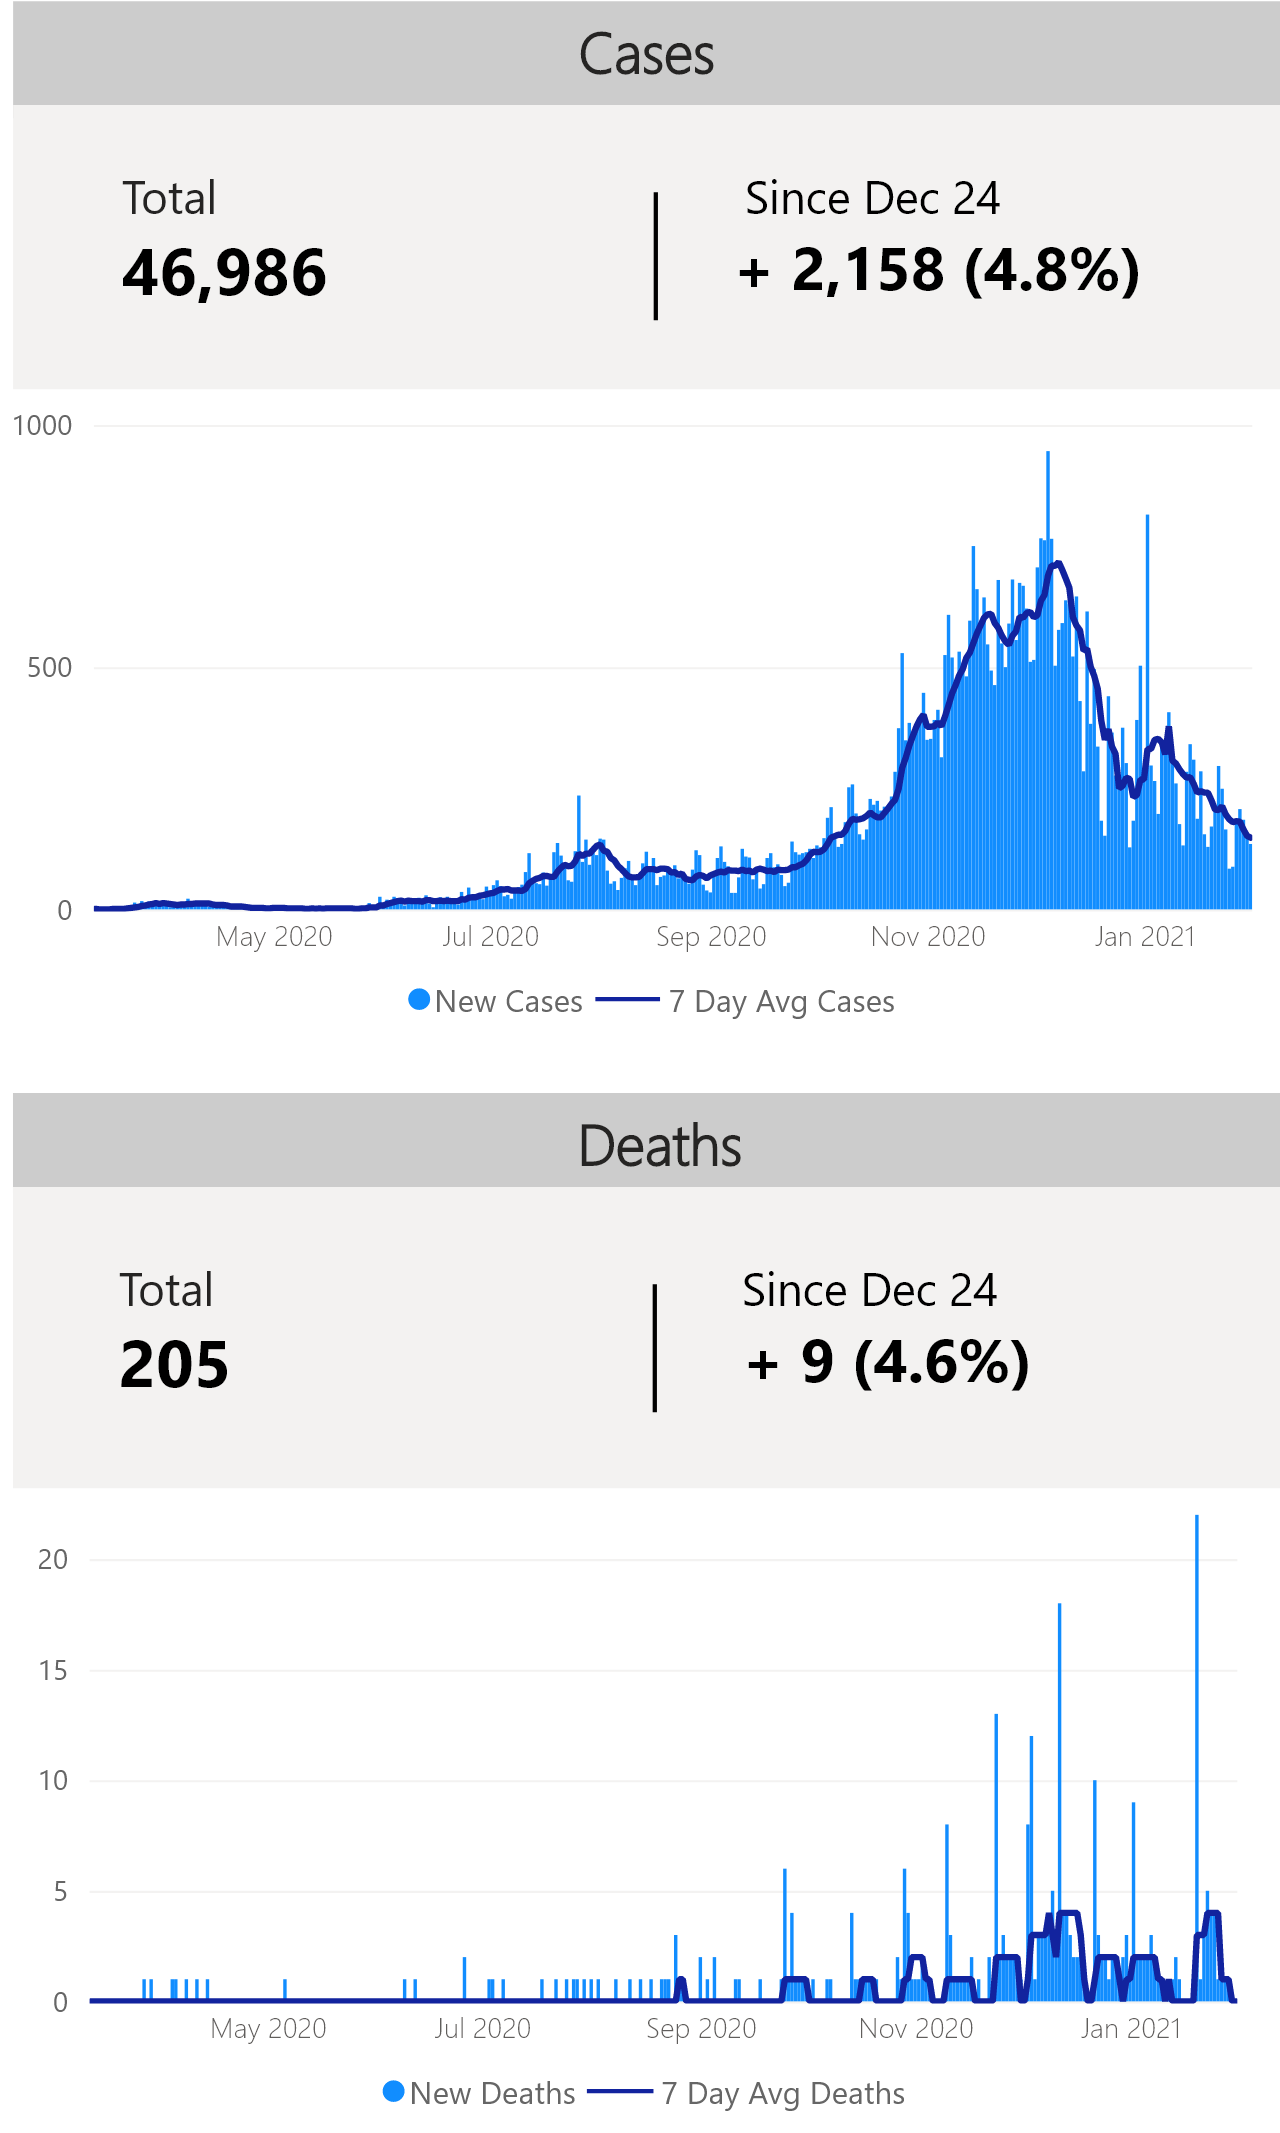 Cases
Total
Since Dec 24
46,986
+ 2,158 (4.8%)
1000
500
0
May 2020
Jul 2020
Sep 2020
Nov 2020
Jan 2021
New Cases
7 Day Avg Cases
Deaths
Total
Since Dec 24
205
+ 9 (4.6%)
20
15
10
5
0
May 2020
Jul 2020
Sep 2020
Nov 2020
Jan 2021
New Deaths
7 Day Avg Deaths